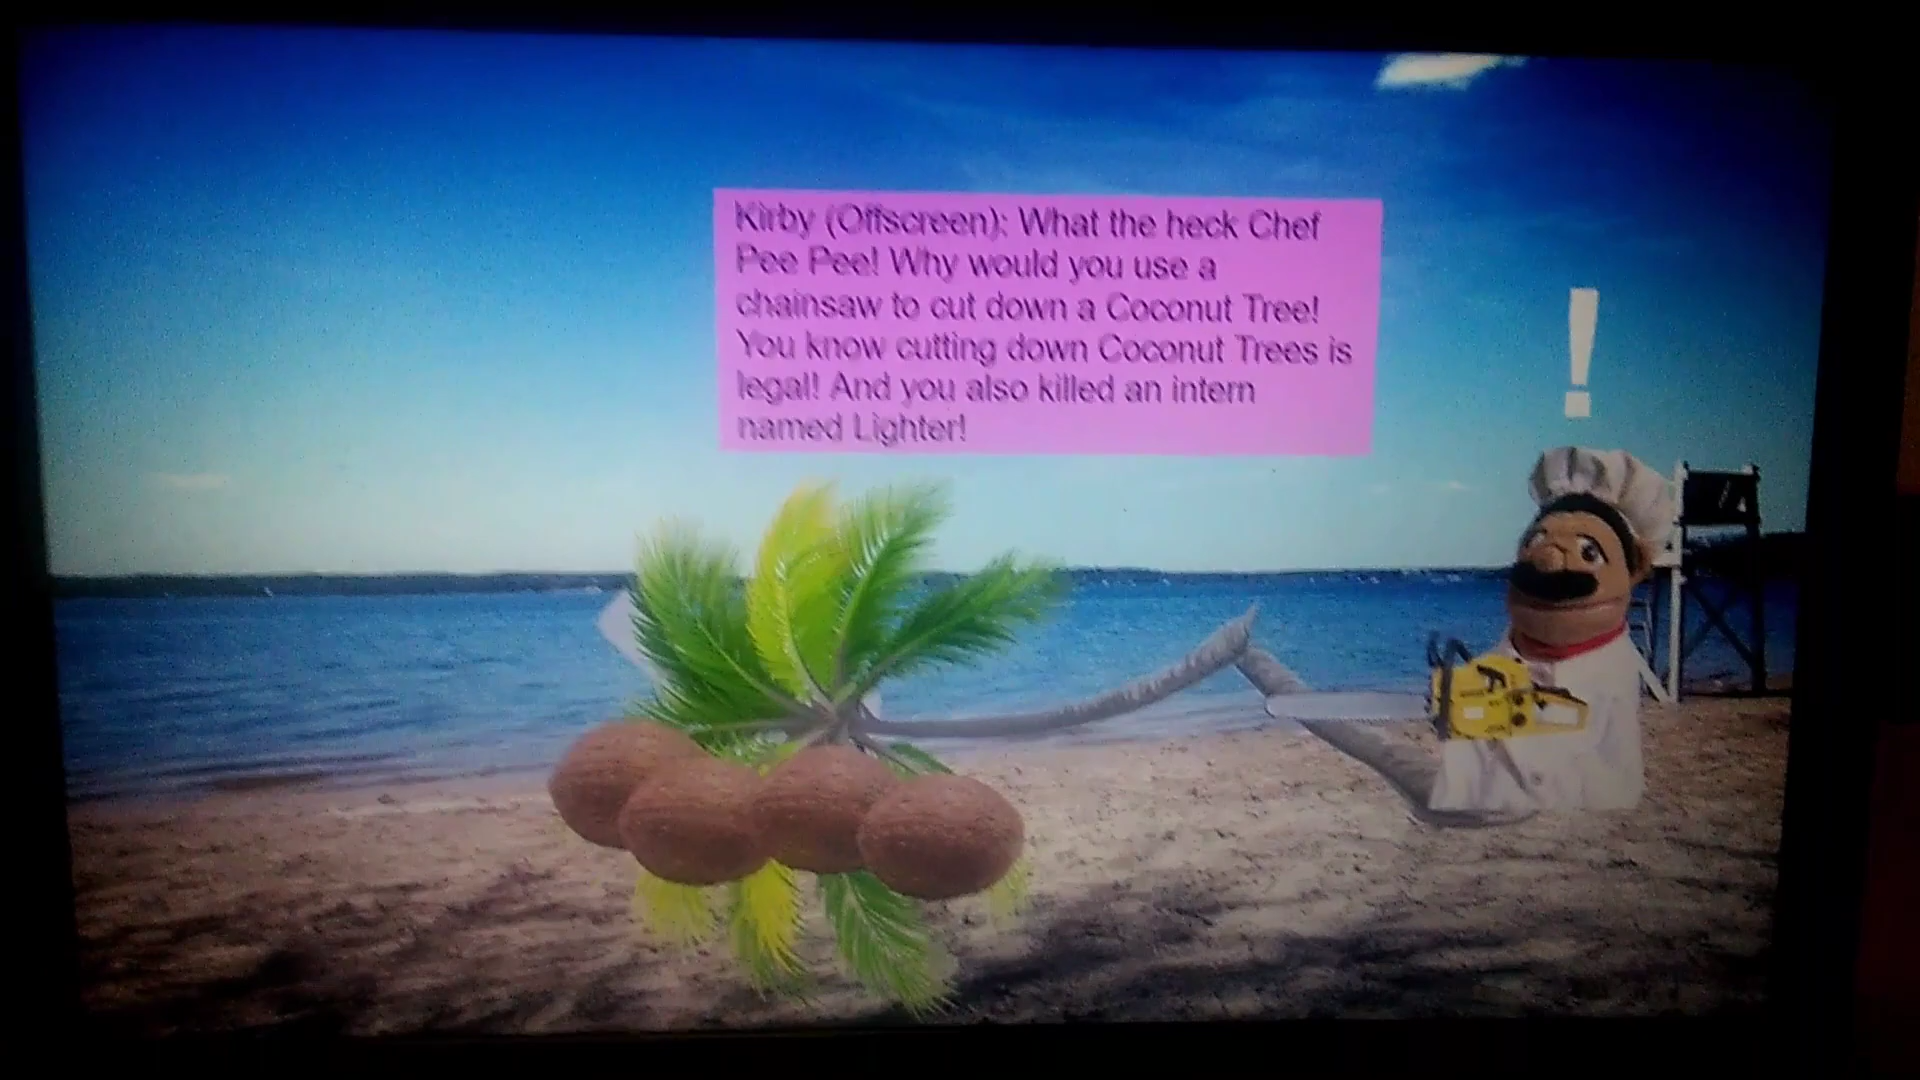 Kirby (Offscreen): What the heck Chef
Pee Pee! Why would you use a
chainsaw to cut down a Coconut Tree!
You know cutting down Coconut Trees is
legal! And you also killed an intern
named Lighter!
!